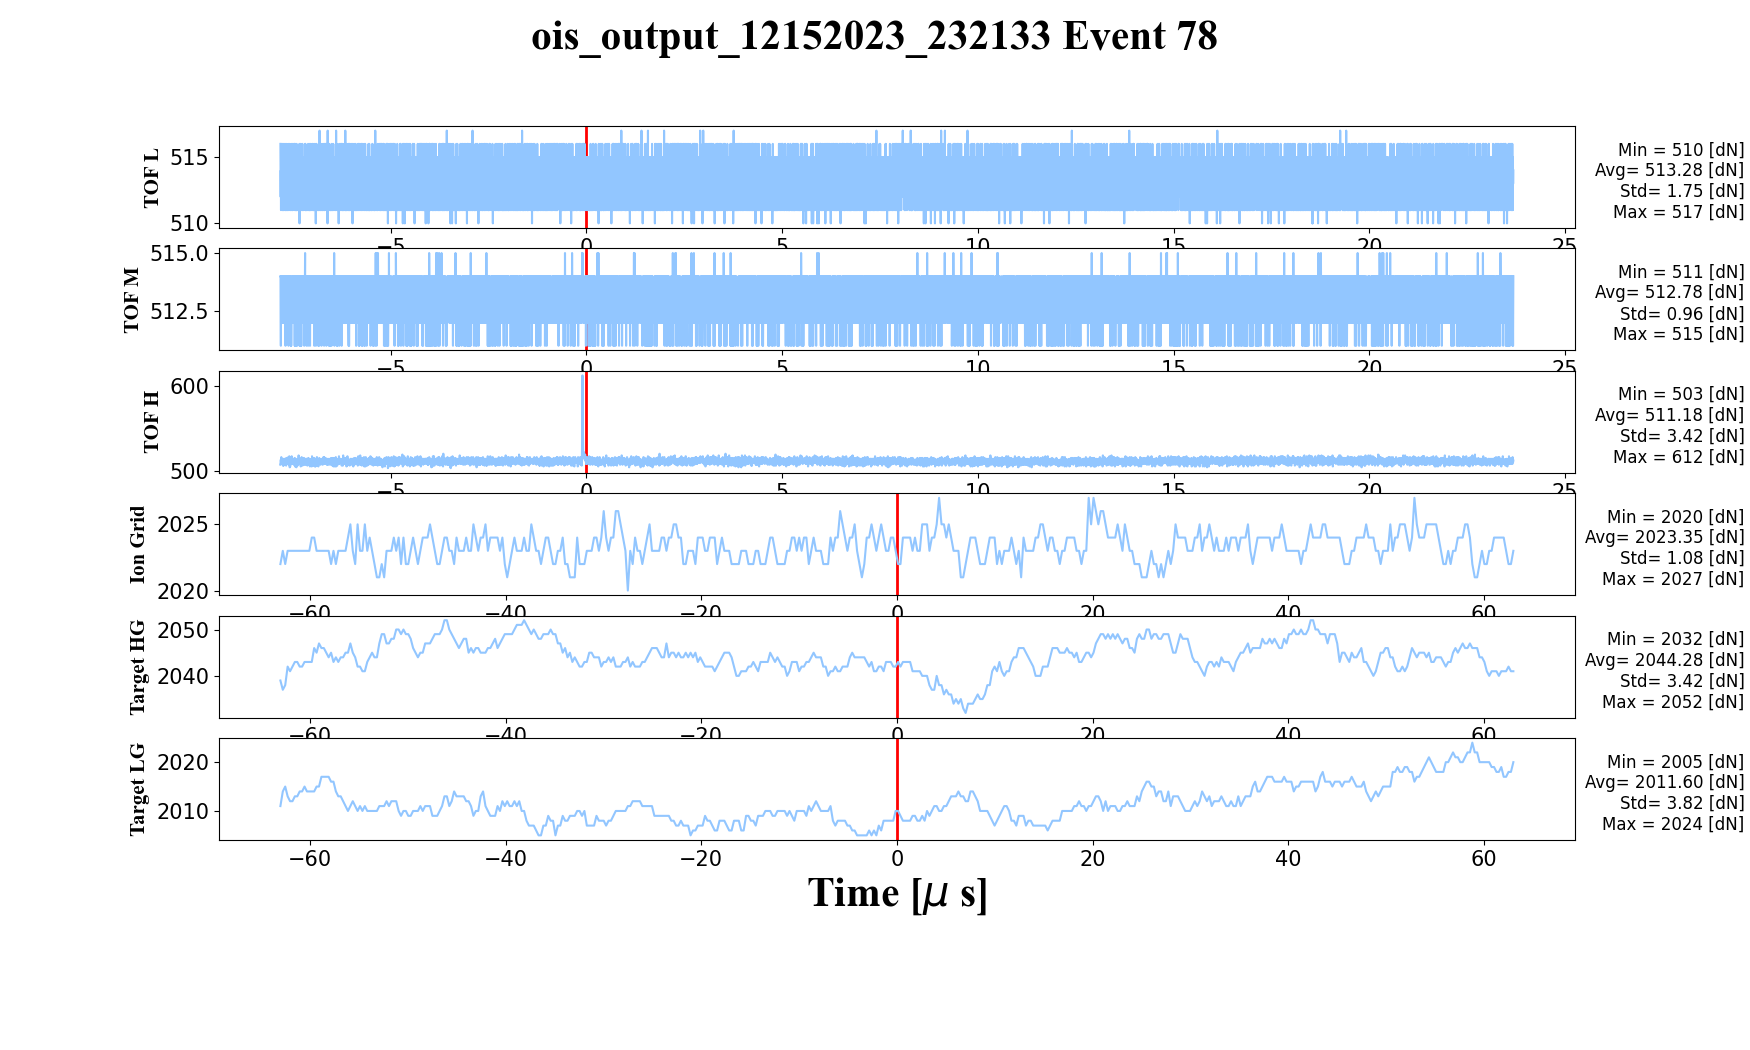 ois_output_12152023_232133 Event 78
TOF L
515
510
−5
0
5
10
15
20
25
Min = 510 [dN]
Avg= 513.28 [dN]
Std= 1.75 [dN]
Max = 517 [dN]
TOF M
515.0
512.5
−5
0
5
10
15
20
25
Min = 511 [dN]
Avg= 512.78 [dN]
Std= 0.96 [dN]
Max = 515 [dN]
TOF H
600
500
−5
0
5
10
15
20
25
Min = 503 [dN]
Avg= 511.18 [dN]
Std= 3.42 [dN]
Max = 612 [dN]
Ion Grid
2025
2020
−60
−40
−20
0
20
40
60
Min = 2020 [dN]
Avg= 2023.35 [dN]
Std= 1.08 [dN]
Max = 2027 [dN]
Target HG
2050
2040
−60
−40
−20
0
20
40
60
Min = 2032 [dN]
Avg= 2044.28 [dN]
Std= 3.42 [dN]
Max = 2052 [dN]
Target LG
2020
2010
−60
−40
−20
0
20
40
60
Min = 2005 [dN]
Avg= 2011.60 [dN]
Std= 3.82 [dN]
Max = 2024 [dN]
Time [μ s]